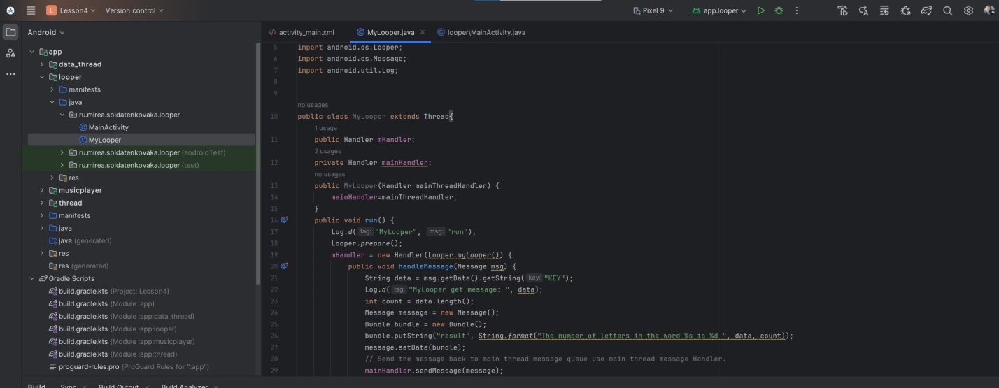 L Lesson4 Version control Pixel 9 app.looper
Android
activity_main.xml MyLooper.java looper\MainActivity.java
app
data_thread
looper
manifests
java
ru.mirea.soldatenkovaka.looper
MainActivity
MyLooper
ru.mirea.soldatenkovaka.looper (androidTest)
ru.mirea.soldatenkovaka.looper (test)
res
musicplayer
thread
manifests
java
java (generated)
res
res (generated)
Gradle Scripts
build.gradle.kts (Project: Lesson4)
build.gradle.kts (Module :app)
build.gradle.kts (Module :app:data_thread)
build.gradle.kts (Module :app:looper)
build.gradle.kts (Module :app:musicplayer)
build.gradle.kts (Module :app:thread)
proguard-rules.pro (ProGuard Rules for ":app")
5 import android.os.Looper;
6 import android.os.Message;
7 import android.util.Log;
8
9
no usages
10 public class MyLooper extends Thread{
1 usage
11 public Handler mHandler;
2 usages
12 private Handler mainHandler;
no usages
13 public MyLooper(Handler mainThreadHandler) {
14 mainHandler=mainThreadHandler;
15 }
16 public void run() {
17 Log.d( tag: "MyLooper", msg: "run");
18 Looper.prepare();
19 mHandler = new Handler(Looper.myLooper()) {
20 public void handleMessage(Message msg) {
21 String data = msg.getData().getString( key: "KEY");
22 Log.d( tag: "MyLooper get message: ", data);
23 int count = data.length();
24 Message message = new Message();
25 Bundle bundle = new Bundle();
26 bundle.putString("result", String.format("The number of letters in the word %s is %d ", data, count));
27 message.setData(bundle);
28 // Send the message back to main thread message queue use main thread message Handler.
29 mainHandler.sendMessage(message);
Build Sync Build Output Build Analyzer